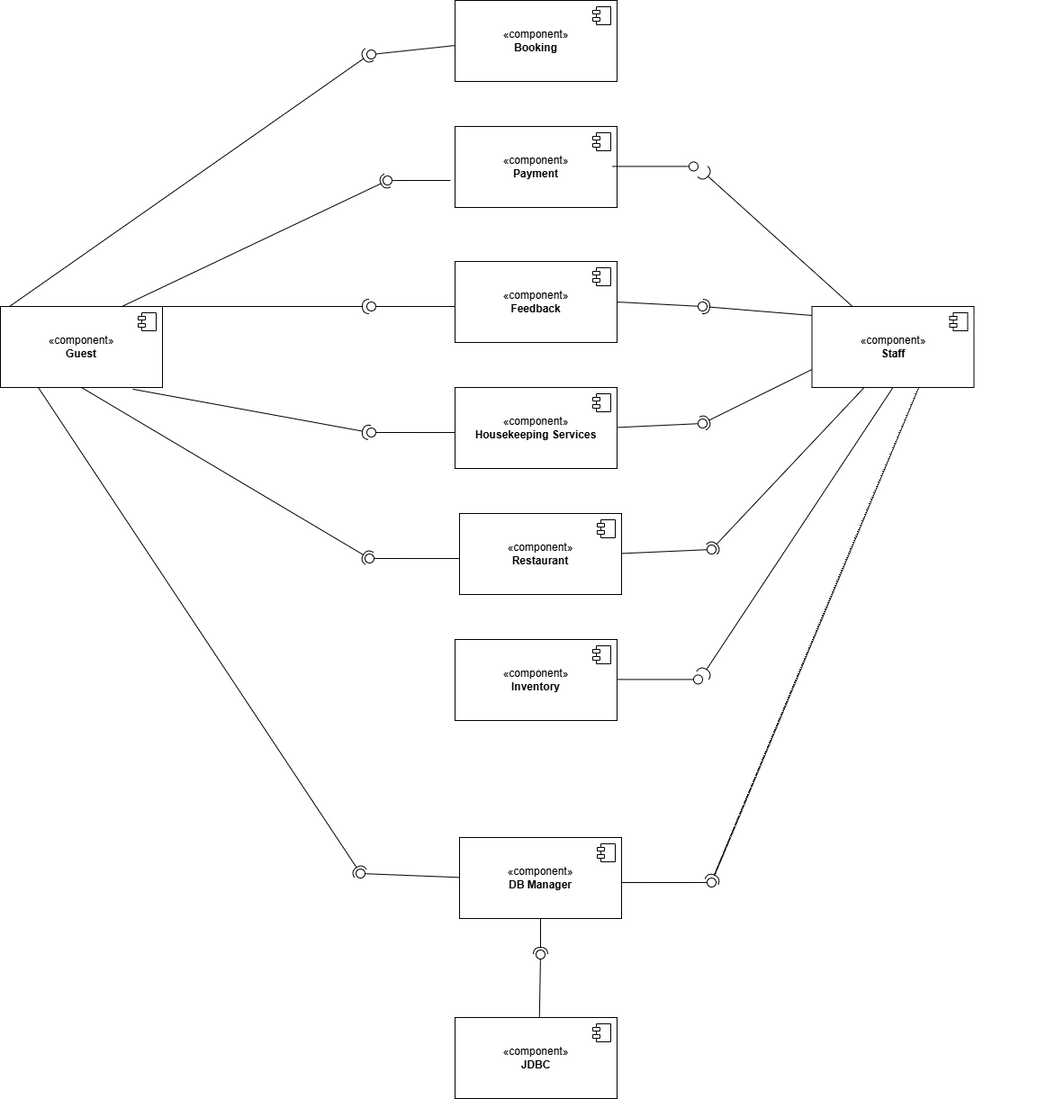 «component»
Booking
«component»
Payment
«component»
Feedback
«component»
Guest
«component»
Staff
«component»
Housekeeping Services
«component»
Restaurant
«component»
Inventory
«component»
DB Manager
«component»
JDBC